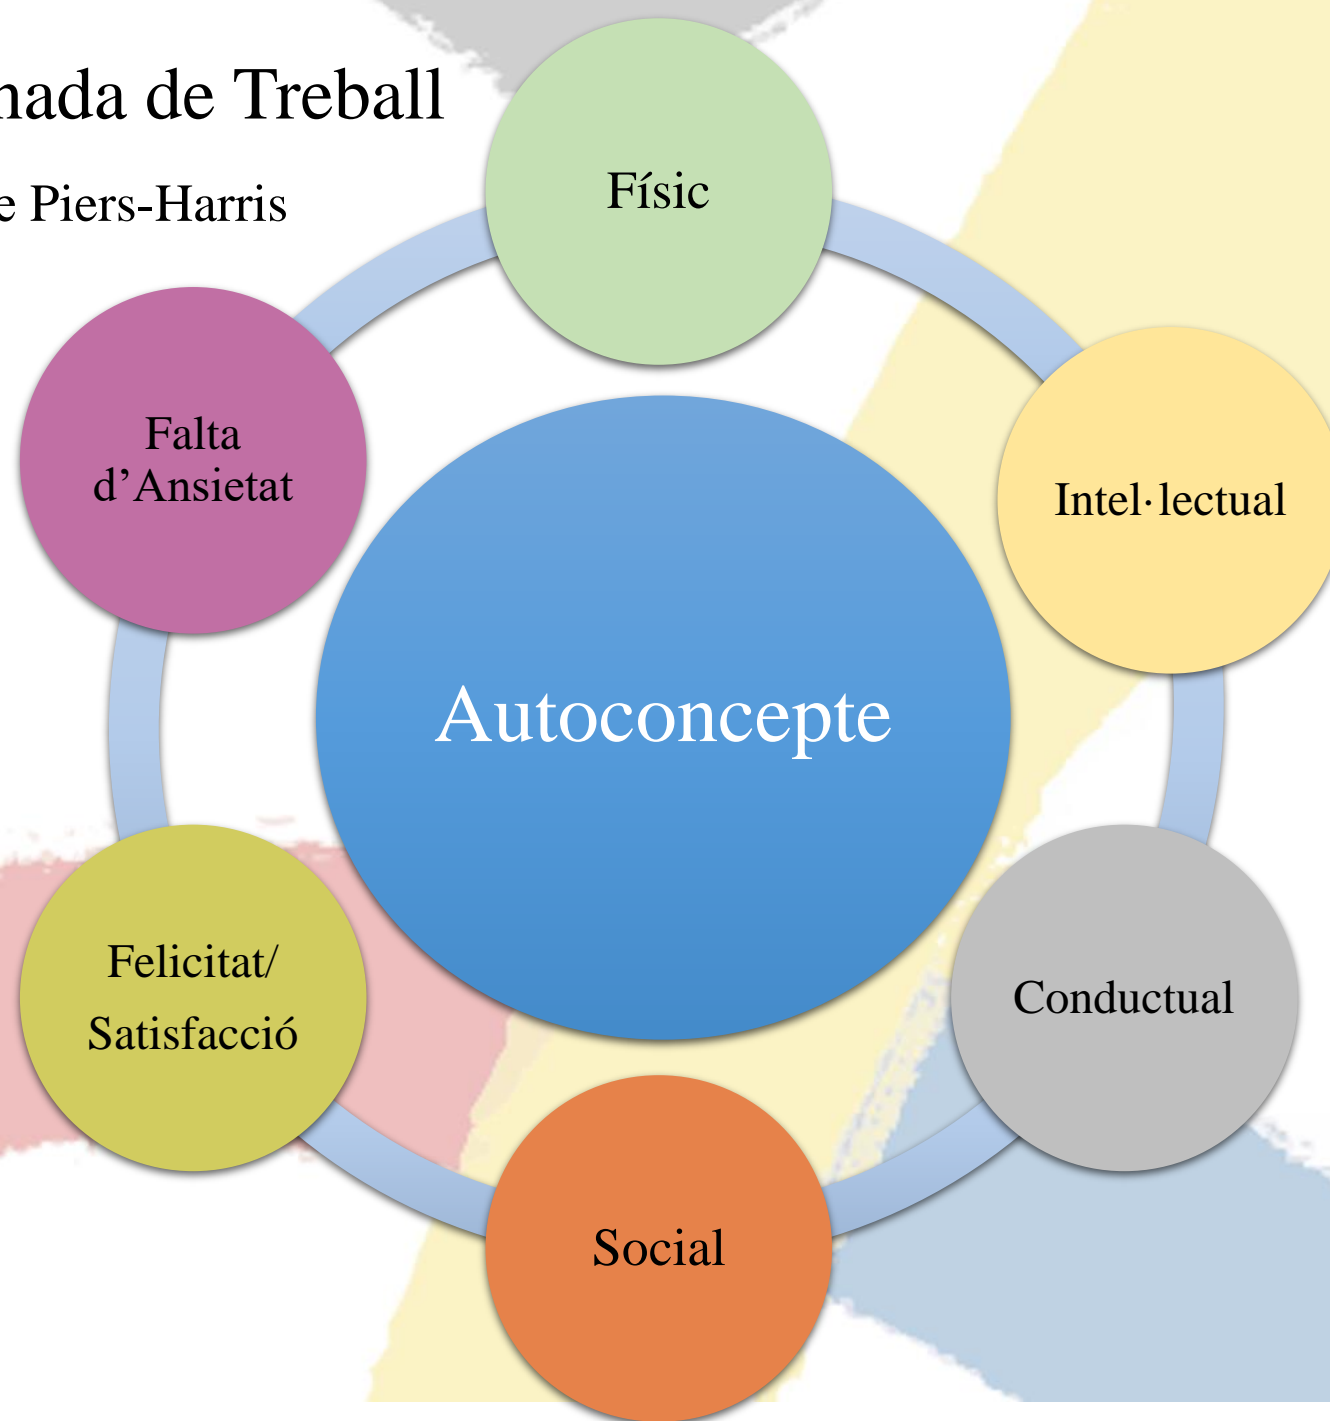 nada de Treball
e Piers-Harris
Físic
Falta
d’Ansietat
Intel·lectual
Autoconcepte
Felicitat/
Satisfacció
Conductual
Social